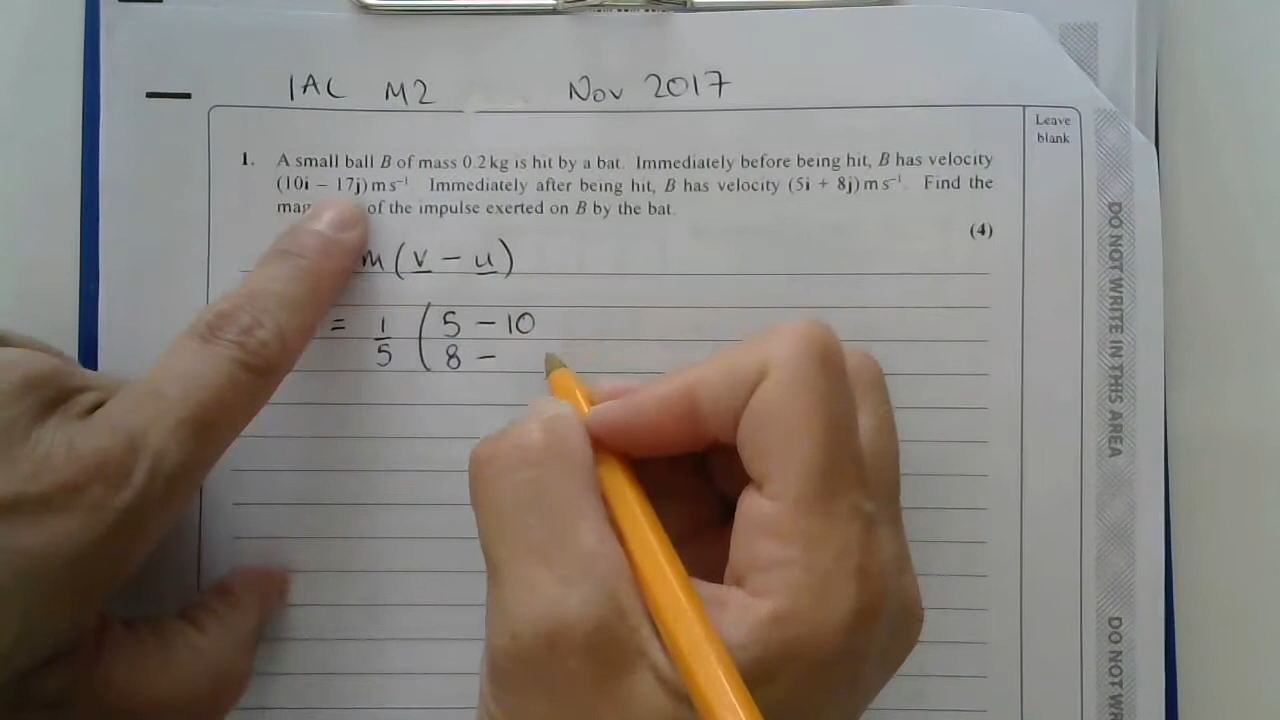 IAL M2 Nov 2017
Leave
blank
1. A small ball B of mass 0.2 kg is hit by a bat. Immediately before being hit, B has velocity
(10i − 17j) m s⁻¹ Immediately after being hit, B has velocity (5i + 8j) m s⁻¹. Find the
of the impulse exerted on B by the bat.
(4)
m(v − u)
= 1/5 ( 5 − 10
8 −
DO NOT WRITE IN THIS AREA
DO NOT